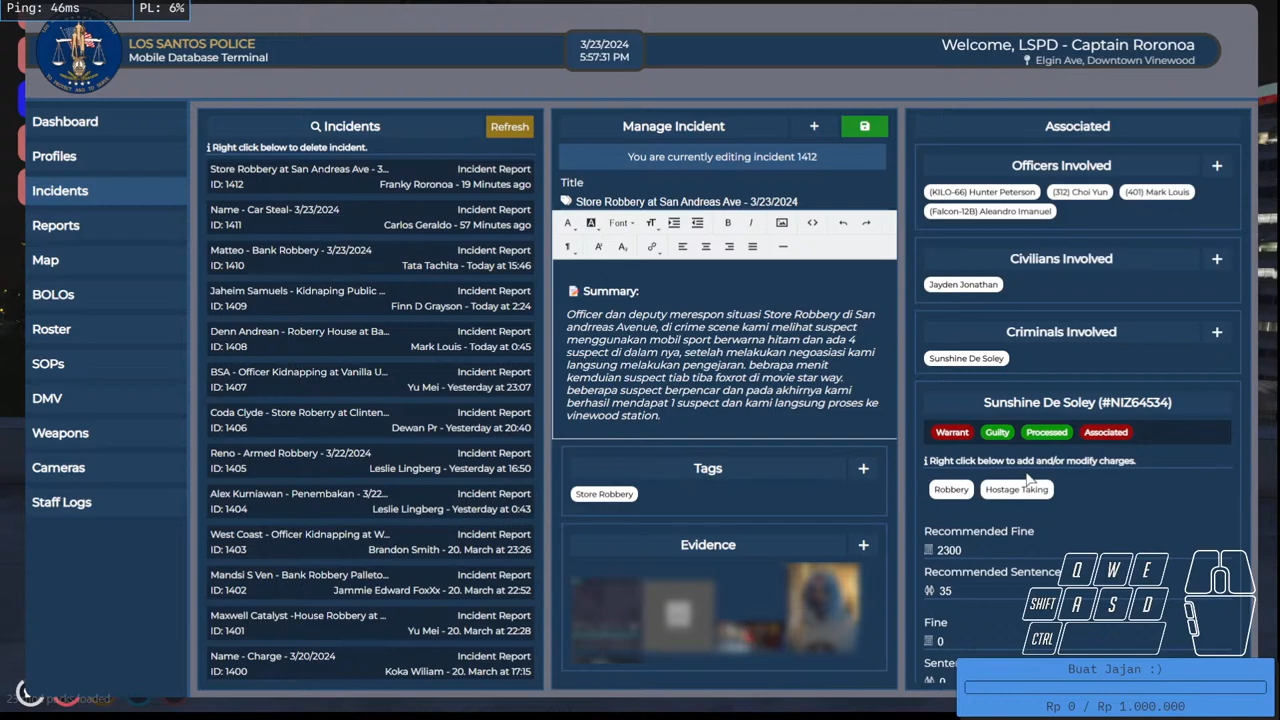 Ping: 46ms
PL: 6%
LOS SANTOS POLICE
Mobile Database Terminal
3/23/2024
5:57:31 PM
Welcome, LSPD - Captain Roronoa
Elgin Ave, Downtown Vinewood
Dashboard
Profiles
Incidents
Reports
Map
BOLOs
Roster
SOPs
DMV
Weapons
Cameras
Staff Logs
Incidents
Refresh
Right click below to delete incident.
Store Robbery at San Andreas Ave - 3... Incident Report
ID: 1412 Franky Roronoa - 19 Minutes ago
Name - Car Steal- 3/23/2024 Incident Report
ID: 1411 Carlos Geraldo - 57 Minutes ago
Matteo - Bank Robbery - 3/23/2024 Incident Report
ID: 1410 Tata Tachita - Today at 15:46
Jaheim Samuels - Kidnaping Public ... Incident Report
ID: 1409 Finn D Grayson - Today at 2:24
Denn Andrean - Roberry House at Ba... Incident Report
ID: 1408 Mark Louis - Today at 0:45
BSA - Officer Kidnapping at Vanilla U... Incident Report
ID: 1407 Yu Mei - Yesterday at 23:07
Coda Clyde - Store Roberry at Clinten... Incident Report
ID: 1406 Dewan Pr - Yesterday at 20:40
Reno - Armed Robbery - 3/22/2024 Incident Report
ID: 1405 Leslie Lingberg - Yesterday at 16:50
Alex Kurniawan - Penembakan - 3/22... Incident Report
ID: 1404 Leslie Lingberg - Yesterday at 0:43
West Coast - Officer Kidnapping at W... Incident Report
ID: 1403 Brandon Smith - 20. March at 23:26
Mandsi S Ven - Bank Robbery Palleto... Incident Report
ID: 1402 Jammie Edward FoxXx - 20. March at 22:52
Maxwell Catalyst -House Robbery at ... Incident Report
ID: 1401 Yu Mei - 20. March at 22:28
Name - Charge - 3/20/2024 Incident Report
ID: 1400 Koka Wiliam - 20. March at 17:15
Manage Incident
You are currently editing incident 1412
Title
Store Robbery at San Andreas Ave - 3/23/2024
Font
Summary:
Officer dan deputy merespon situasi Store Robbery di San
andrreas Avenue, di crime scene kami melihat suspect
menggunakan mobil sport berwarna hitam dan ada 4
suspect di dalam nya, setelah melakukan negoasiasi kami
langsung melakukan pengejaran. bebrapa menit
kemduian suspect tiab tiba foxrot di movie star way.
beberapa suspect berpencar dan pada akhirnya kami
berhasil mendapat 1 suspect dan kami langsung proses ke
vinewood station.
Tags
Store Robbery
Evidence
Associated
Officers Involved
(KILO-66) Hunter Peterson
(312) Choi Yun
(401) Mark Louis
(Falcon-12B) Aleandro Imanuel
Civilians Involved
Jayden Jonathan
Criminals Involved
Sunshine De Soley
Sunshine De Soley (#NIZ64534)
Warrant
Guilty
Processed
Associated
Right click below to add and/or modify charges.
Robbery
Hostage Taking
Recommended Fine
2300
Recommended Sentence
35
Fine
0
Q
W
E
SHIFT
A
S
D
CTRL
Buat Jajan :)
Rp 0 / Rp 1.000.000